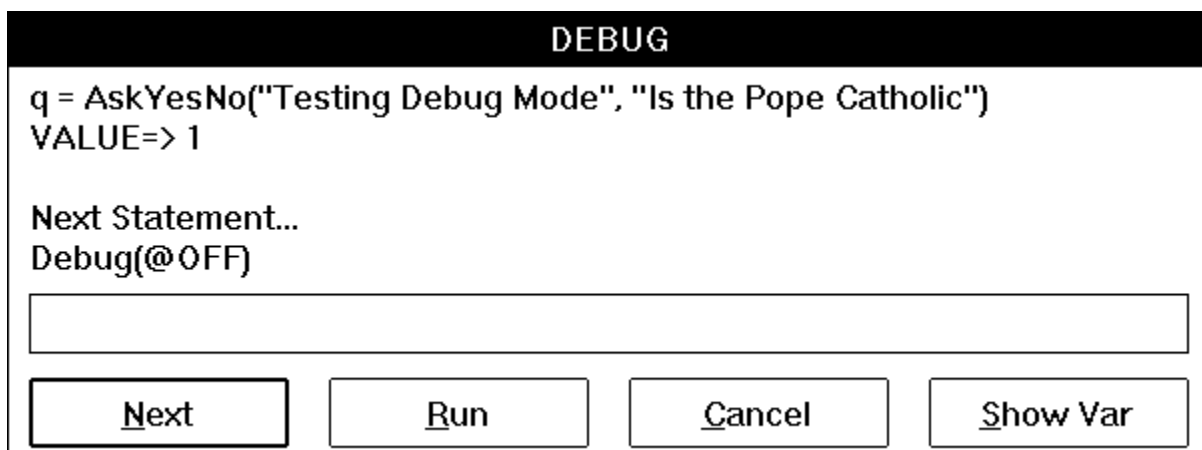 DEBUG
q = AskYesNo("Testing Debug Mode", "Is the Pope Catholic")
VALUE=> 1
Next Statement...
Debug(@OFF)
Next Run Cancel Show Var